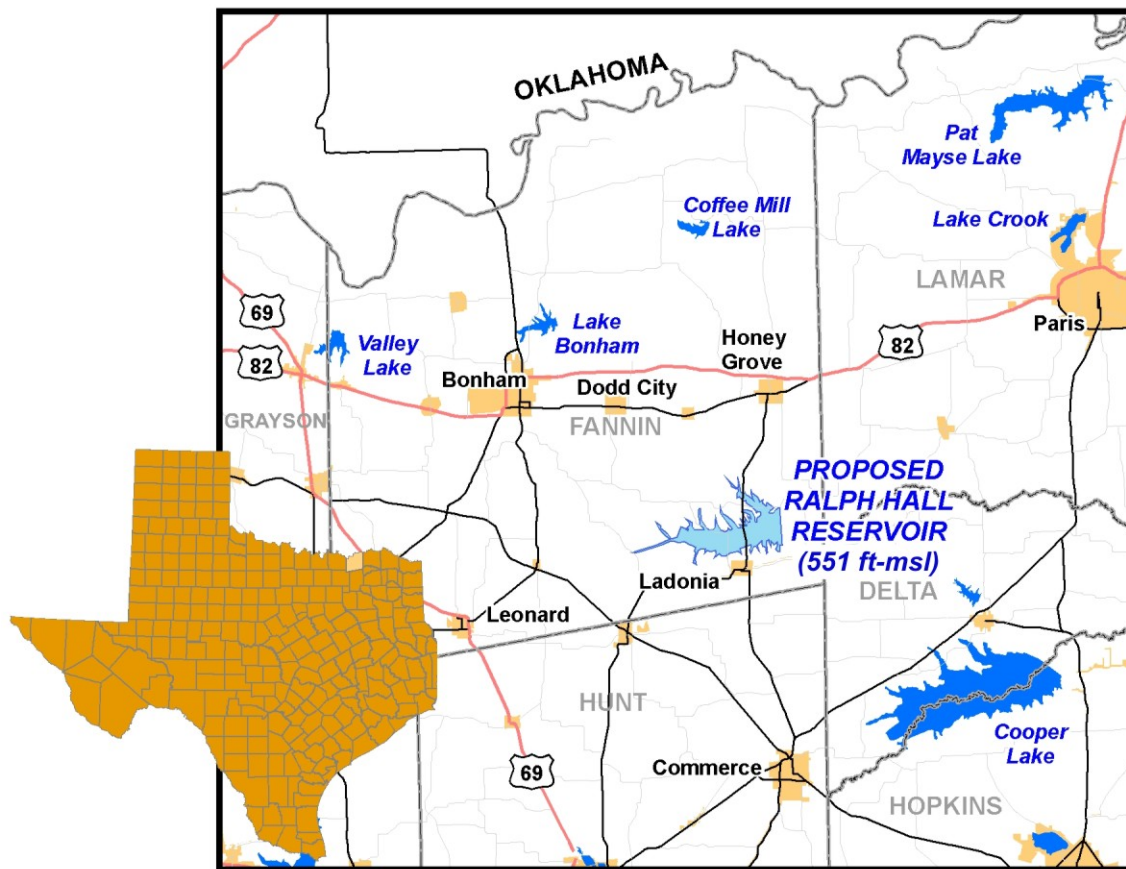 OKLAHOMA
Pat
Mayse Lake
Coffee Mill
Lake
Lake Crook
LAMAR
69
82
Valley
Lake
Lake
Bonham
Honey
Grove
82
Paris
Bonham
Dodd City
GRAYSON
FANNIN
PROPOSED
RALPH HALL
RESERVOIR
(551 ft-msl)
Ladonia
DELTA
Leonard
HUNT
Cooper
Lake
Commerce
69
HOPKINS